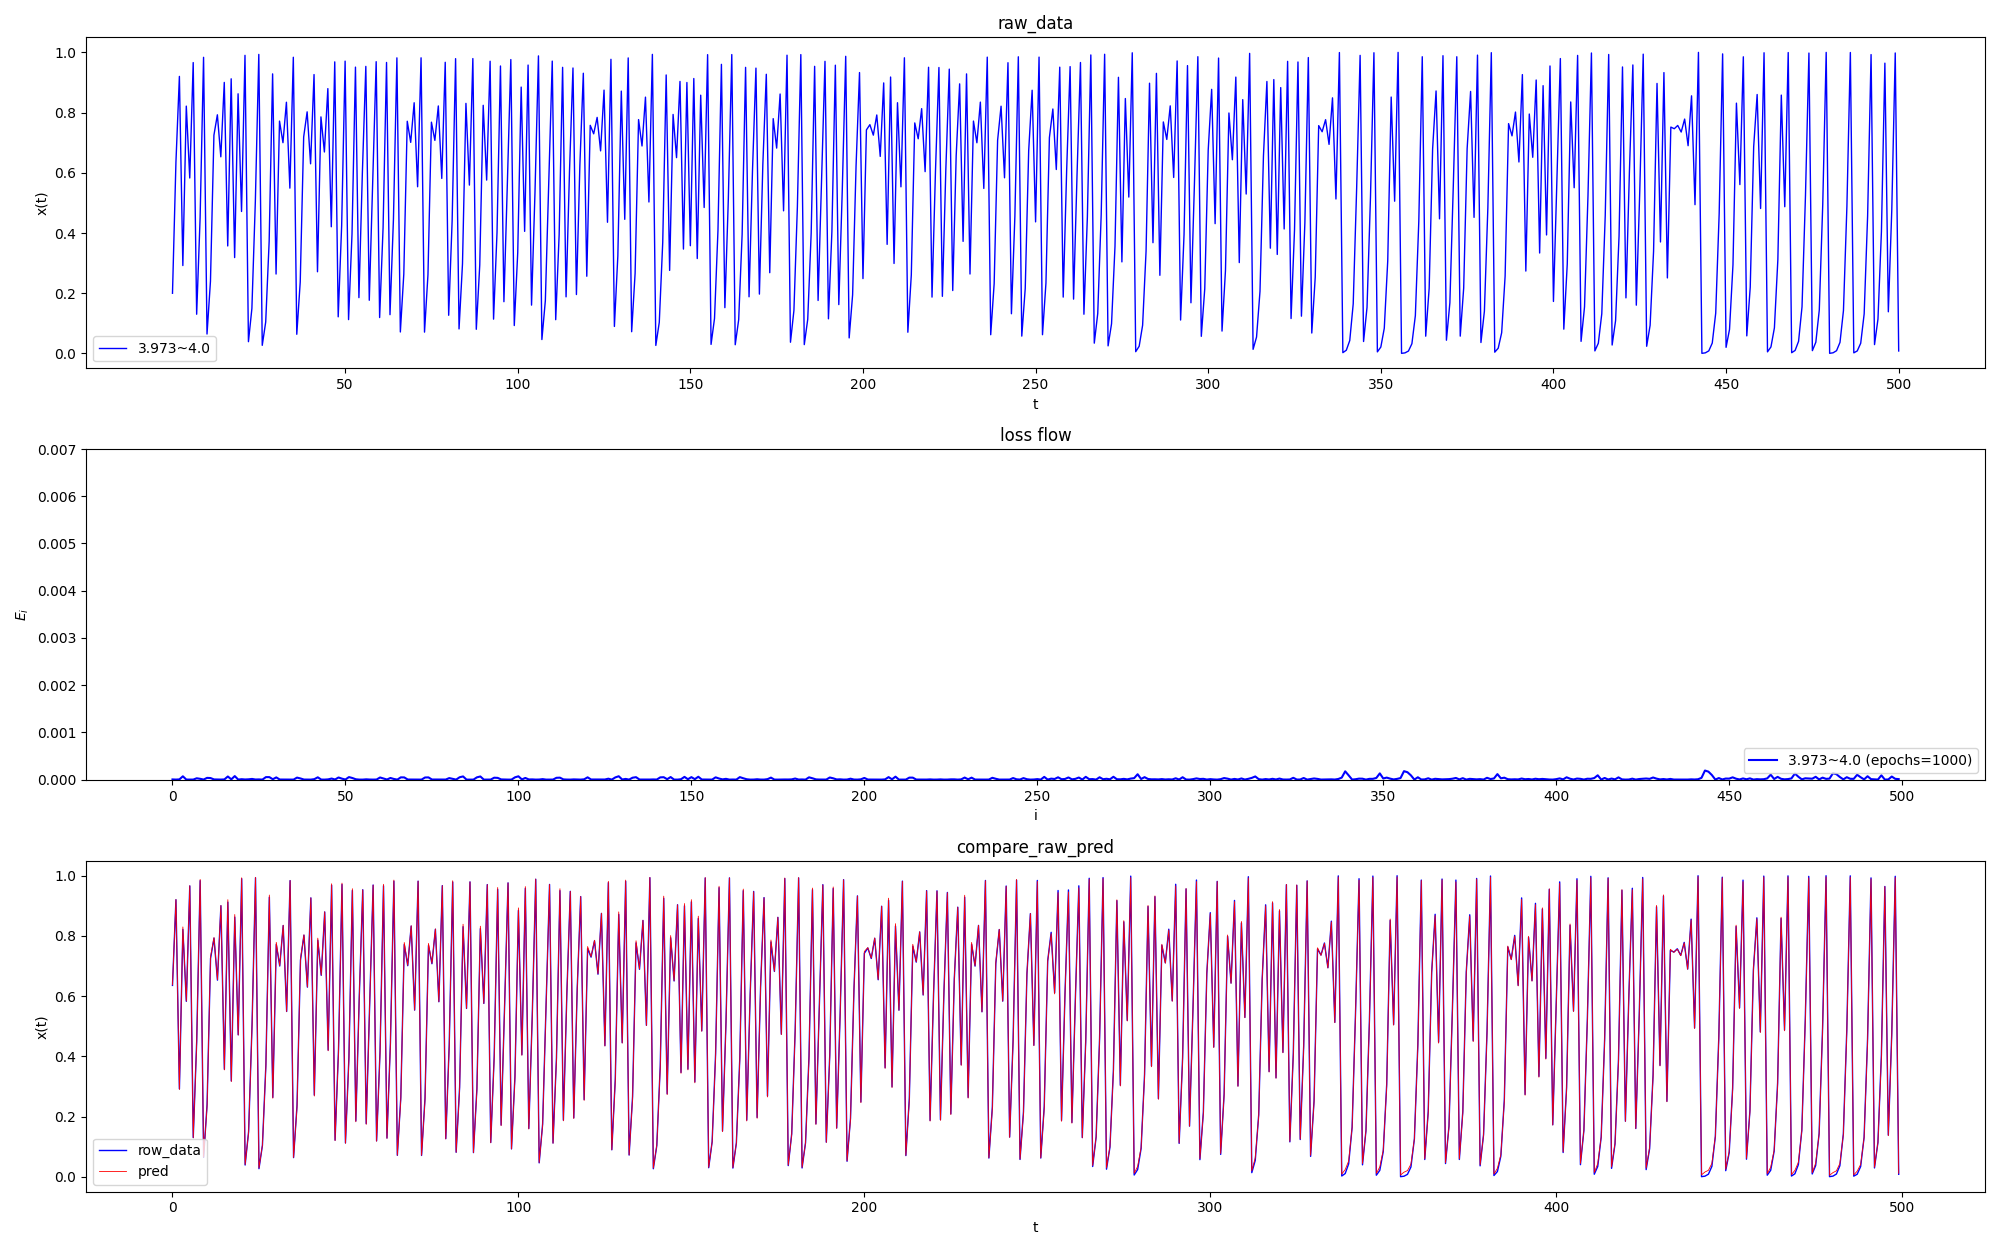 raw_data
1.0
0.8
0.6
0.4
0.2
0.0
x(t)
3.973~4.0
50 100 150 200 250 300 350 400 450 500
t
loss flow
0.007
0.006
0.005
0.004
0.003
0.002
0.001
0.000
E_i
3.973~4.0 (epochs=1000)
0 50 100 150 200 250 300 350 400 450 500
i
compare_raw_pred
1.0
0.8
0.6
0.4
0.2
0.0
x(t)
row_data
pred
0 100 200 300 400 500
t